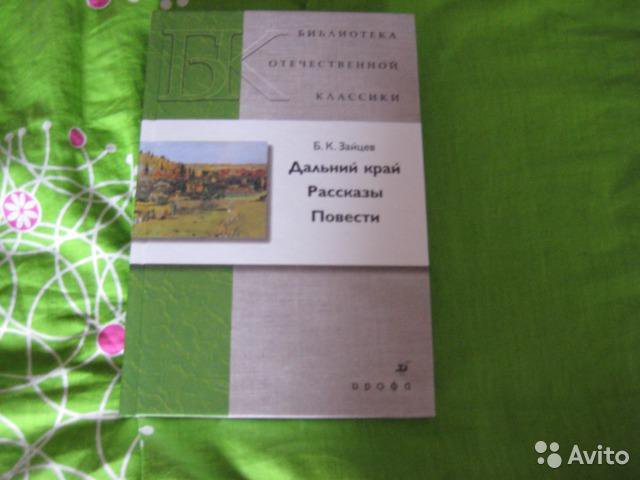 БК
БИБЛИОТЕКА
ОТЕЧЕСТВЕННОЙ
КЛАССИКИ
Б. К. Зайцев
Дальний край
Рассказы
Повести
дрофа
Avito